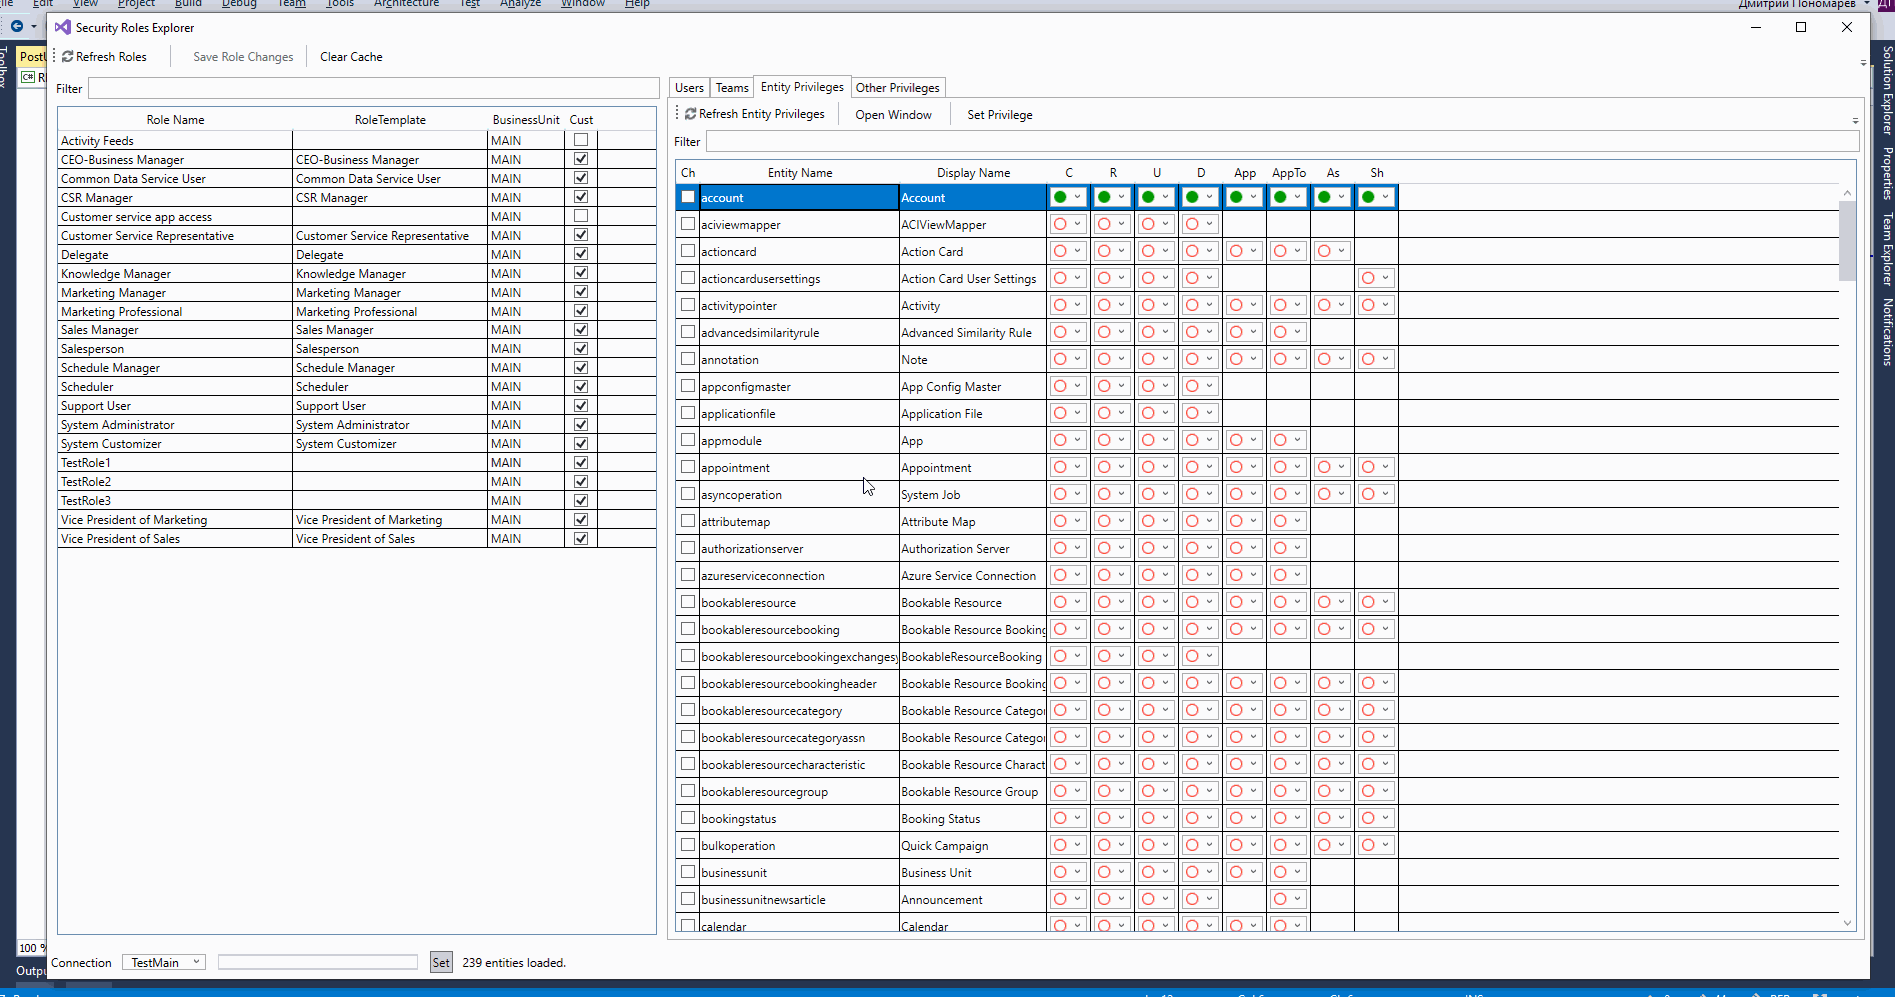 Edit View Project Build Debug Team Tools Architecture Test Analyze Window Help
Дмитрий Пономарев
Security Roles Explorer
Refresh Roles Save Role Changes Clear Cache
Filter
Role Name RoleTemplate BusinessUnit Cust
Activity Feeds MAIN
CEO-Business Manager CEO-Business Manager MAIN
Common Data Service User Common Data Service User MAIN
CSR Manager CSR Manager MAIN
Customer service app access MAIN
Customer Service Representative Customer Service Representative MAIN
Delegate Delegate MAIN
Knowledge Manager Knowledge Manager MAIN
Marketing Manager Marketing Manager MAIN
Marketing Professional Marketing Professional MAIN
Sales Manager Sales Manager MAIN
Salesperson Salesperson MAIN
Schedule Manager Schedule Manager MAIN
Scheduler Scheduler MAIN
Support User Support User MAIN
System Administrator System Administrator MAIN
System Customizer System Customizer MAIN
TestRole1 MAIN
TestRole2 MAIN
TestRole3 MAIN
Vice President of Marketing Vice President of Marketing MAIN
Vice President of Sales Vice President of Sales MAIN
Users Teams Entity Privileges Other Privileges
Refresh Entity Privileges Open Window Set Privilege
Filter
Ch Entity Name Display Name C R U D App AppTo As Sh
account Account
aciviewmapper ACIViewMapper
actioncard Action Card
actioncardusersettings Action Card User Settings
activitypointer Activity
advancedsimilarityrule Advanced Similarity Rule
annotation Note
appconfigmaster App Config Master
applicationfile Application File
appmodule App
appointment Appointment
asyncoperation System Job
attributemap Attribute Map
authorizationserver Authorization Server
azureserviceconnection Azure Service Connection
bookableresource Bookable Resource
bookableresourcebooking Bookable Resource Booking
bookableresourcebookingexchangesy BookableResourceBooking
bookableresourcebookingheader Bookable Resource Booking
bookableresourcecategory Bookable Resource Catego
bookableresourcecategoryassn Bookable Resource Catego
bookableresourcecharacteristic Bookable Resource Charact
bookableresourcegroup Bookable Resource Group
bookingstatus Booking Status
bulkoperation Quick Campaign
businessunit Business Unit
businessunitnewsarticle Announcement
calendar Calendar
Connection TestMain Set 239 entities loaded.
100 %
Outpu
Solution Explorer
Properties
Team Explorer
Notifications